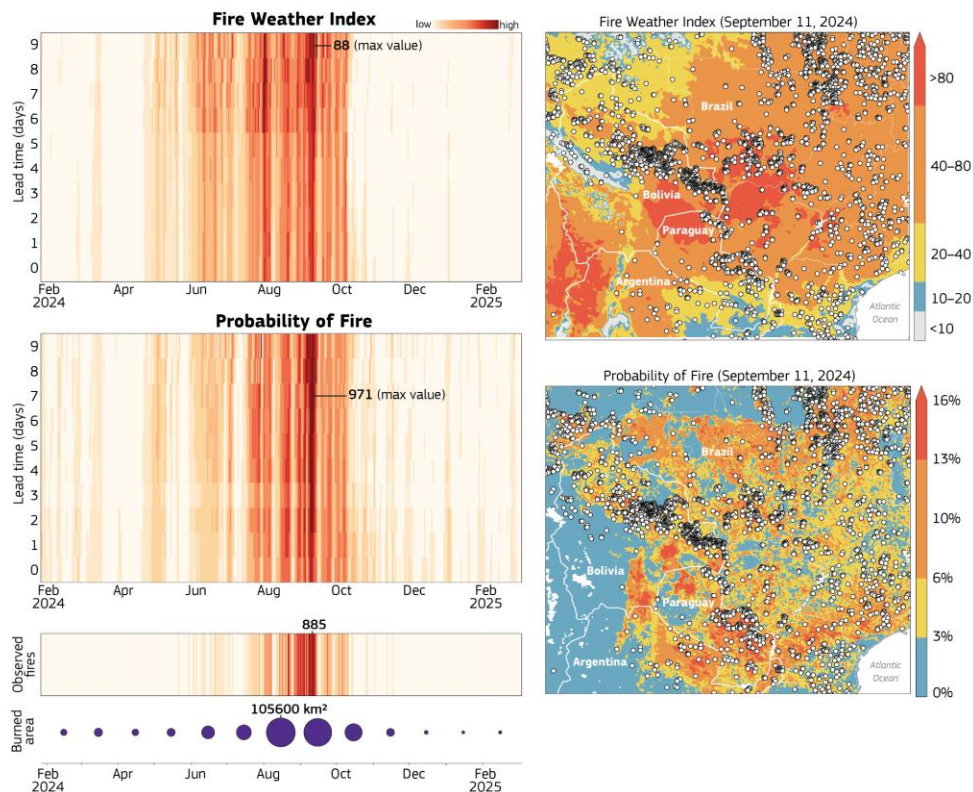 Fire Weather Index
low
high
88 (max value)
Lead time (days)
9
8
7
6
5
4
3
2
1
0
Feb
2024
Apr
Jun
Aug
Oct
Dec
Feb
2025
Probability of Fire
971 (max value)
Lead time (days)
9
8
7
6
5
4
3
2
1
0
Feb
2024
Apr
Jun
Aug
Oct
Dec
Feb
2025
885
Observed
fires
105600 km²
Burned
area
Feb
2024
Apr
Jun
Aug
Oct
Dec
Feb
2025
Fire Weather Index (September 11, 2024)
Brazil
Bolivia
Paraguay
Argentina
Atlantic
Ocean
>80
40–80
20–40
10–20
<10
Probability of Fire (September 11, 2024)
Brazil
Bolivia
Paraguay
Argentina
Atlantic
Ocean
16%
13%
10%
6%
3%
0%